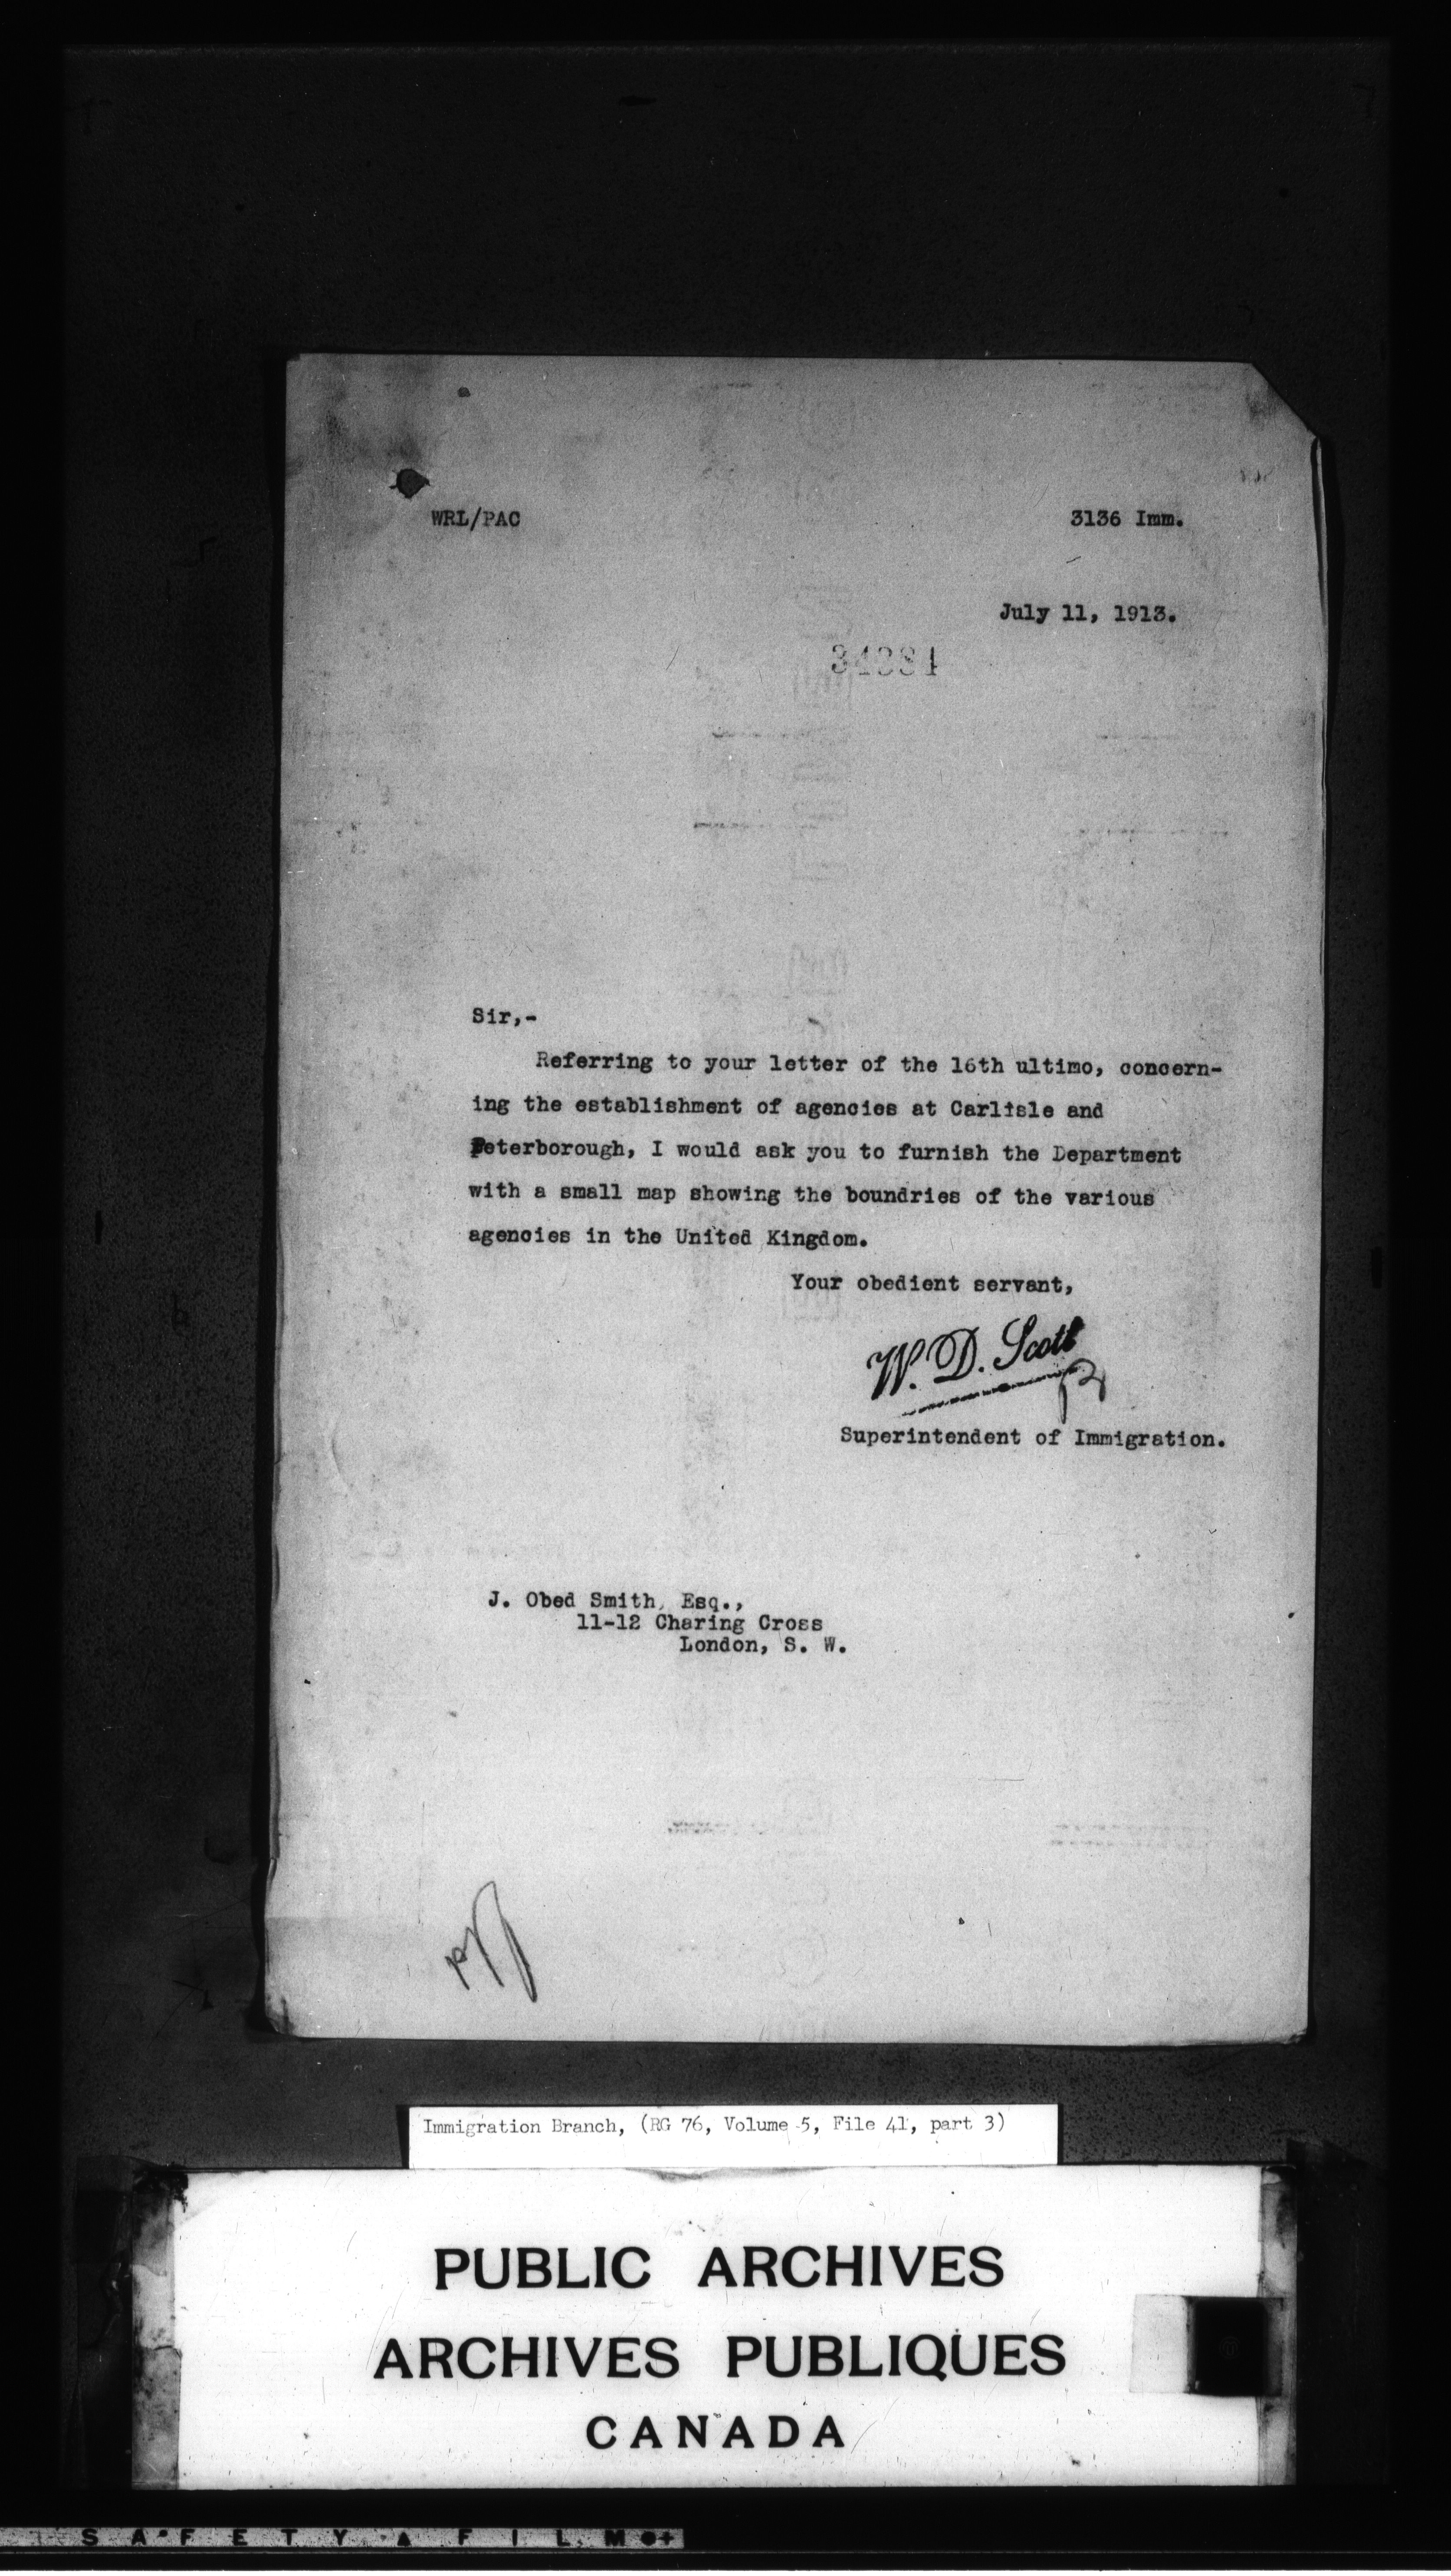 WRL/PAC
3136 Imm.
July 11, 1913.
Sir,-
Referring to your letter of the 16th ultimo, concern-
ing the establishment of agencies at Carlisle and
Peterborough, I would ask you to furnish the Department
with a small map showing the boundries of the various
agencies in the United Kingdom.
Your obedient servant,
W. D. Scott
Superintendent of Immigration.
J. Obed Smith, Esq.,
11-12 Charing Cross
London, S. W.
Immigration Branch, (RG 76, Volume 5, File 41, part 3)
PUBLIC ARCHIVES
ARCHIVES PUBLIQUES
CANADA
SAFETY FILM